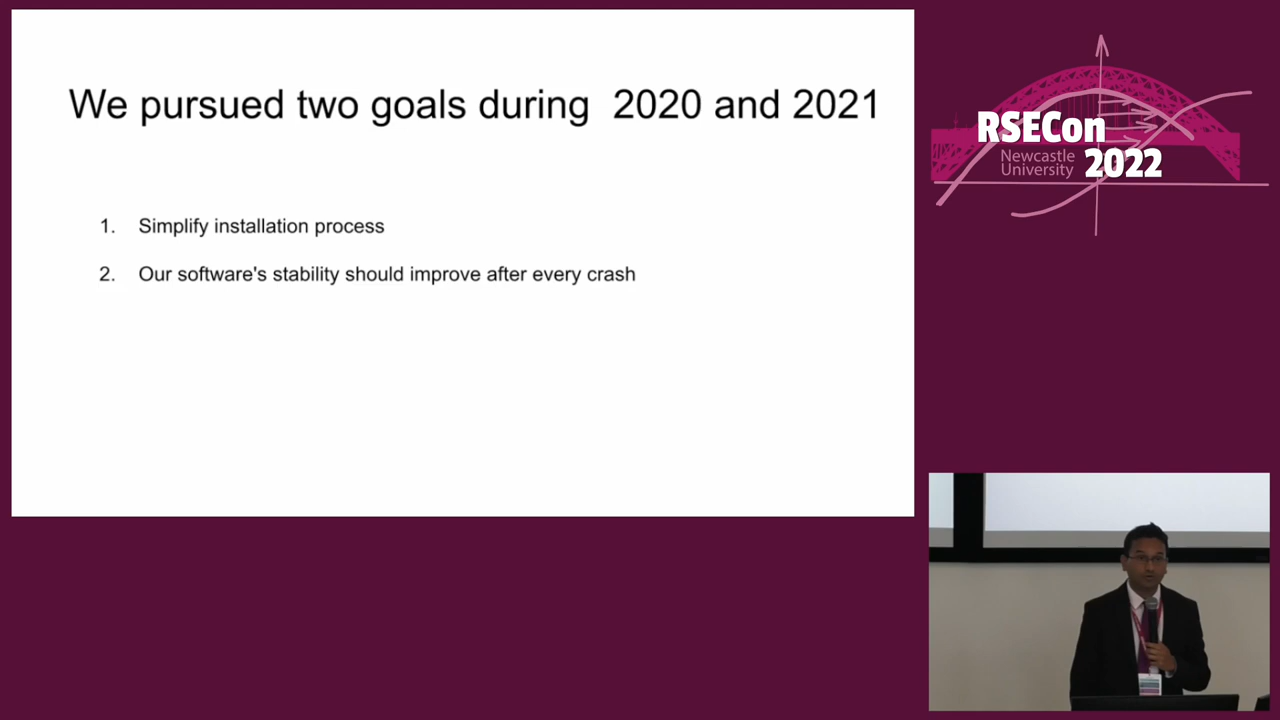 We pursued two goals during  2020 and 2021
1. Simplify installation process
2. Our software's stability should improve after every crash
RSECon
Newcastle
University
2022